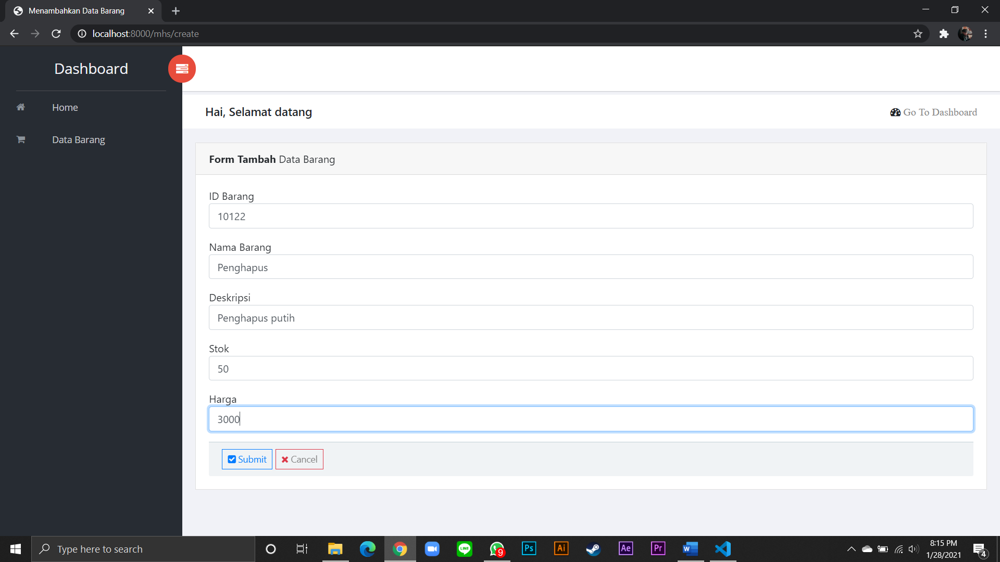 Menambahkan Data Barang
localhost:8000/mhs/create
Dashboard
Home
Data Barang
Hai, Selamat datang
Go To Dashboard
Form Tambah Data Barang
ID Barang
10122
Nama Barang
Penghapus
Deskripsi
Penghapus putih
Stok
50
Harga
3000
Submit
Cancel
Type here to search
LINE
9
Ps
Ai
Ae
Pr
W
8:15 PM
1/28/2021
4